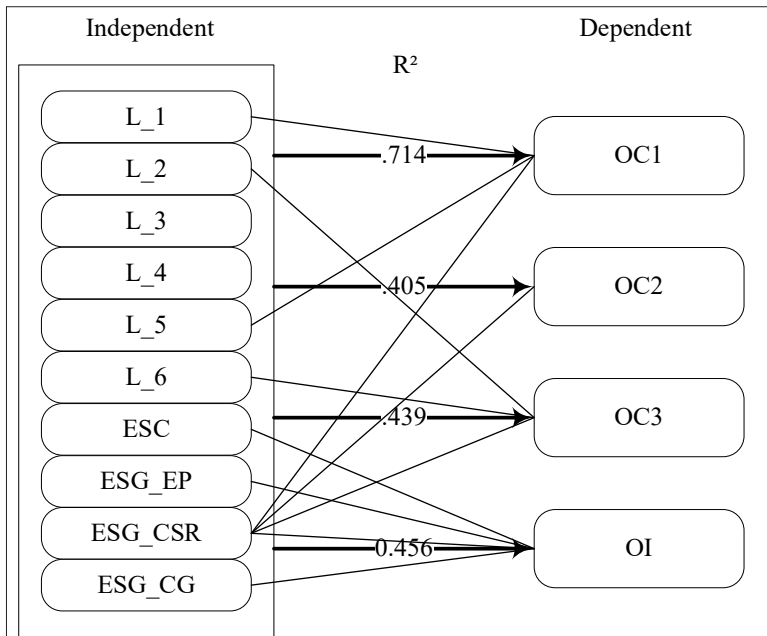 Independent
Dependent
R²
L_1
L_2
L_3
L_4
L_5
L_6
ESC
ESG_EP
ESG_CSR
ESG_CG
.714
.405
.439
0.456
OC1
OC2
OC3
OI